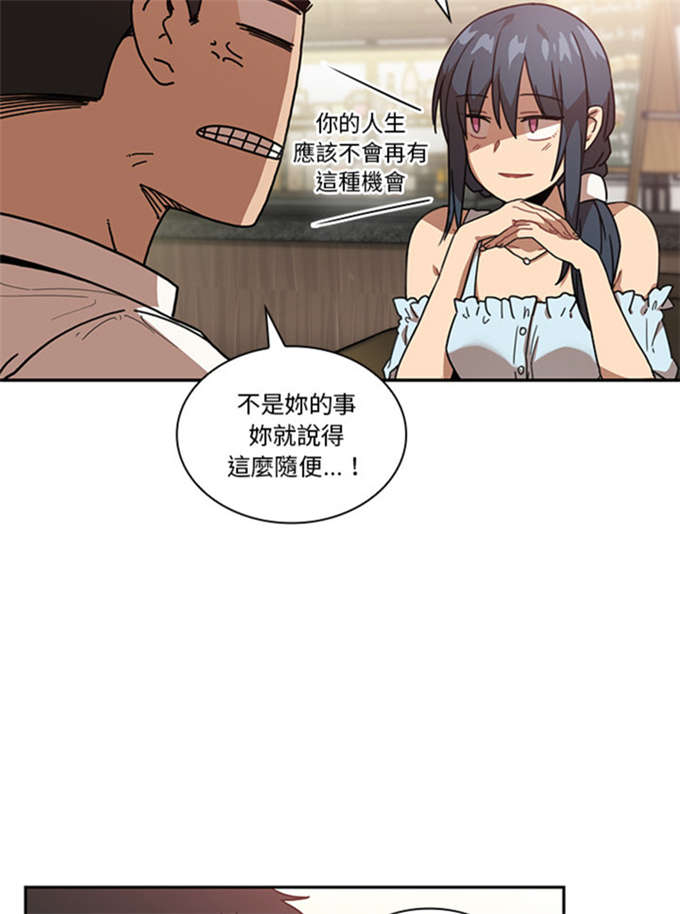 你的人生
應該不會再有
這種機會
不是妳的事
妳就說得
這麼隨便...！